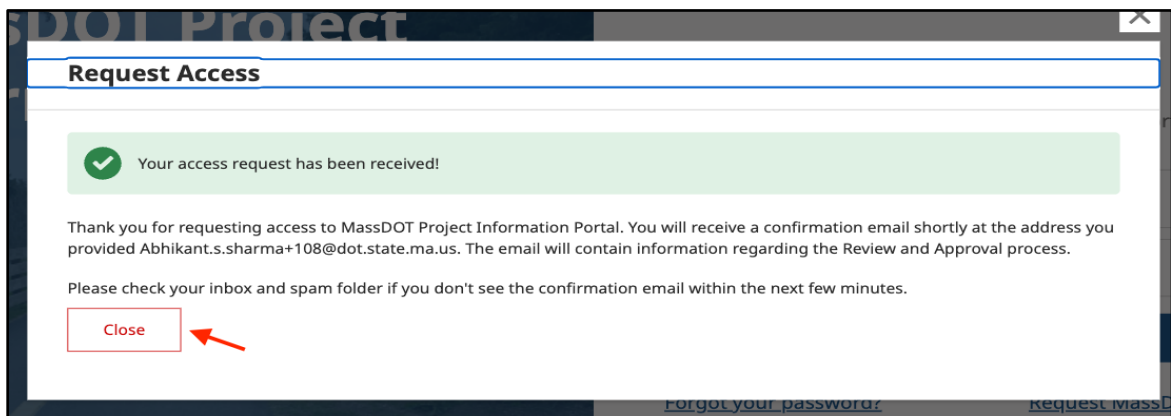 Request Access
Your access request has been received!
Thank you for requesting access to MassDOT Project Information Portal. You will receive a confirmation email shortly at the address you
provided Abhikant.s.sharma+108@dot.state.ma.us. The email will contain information regarding the Review and Approval process.
Please check your inbox and spam folder if you don't see the confirmation email within the next few minutes.
Close
Forgot your password?